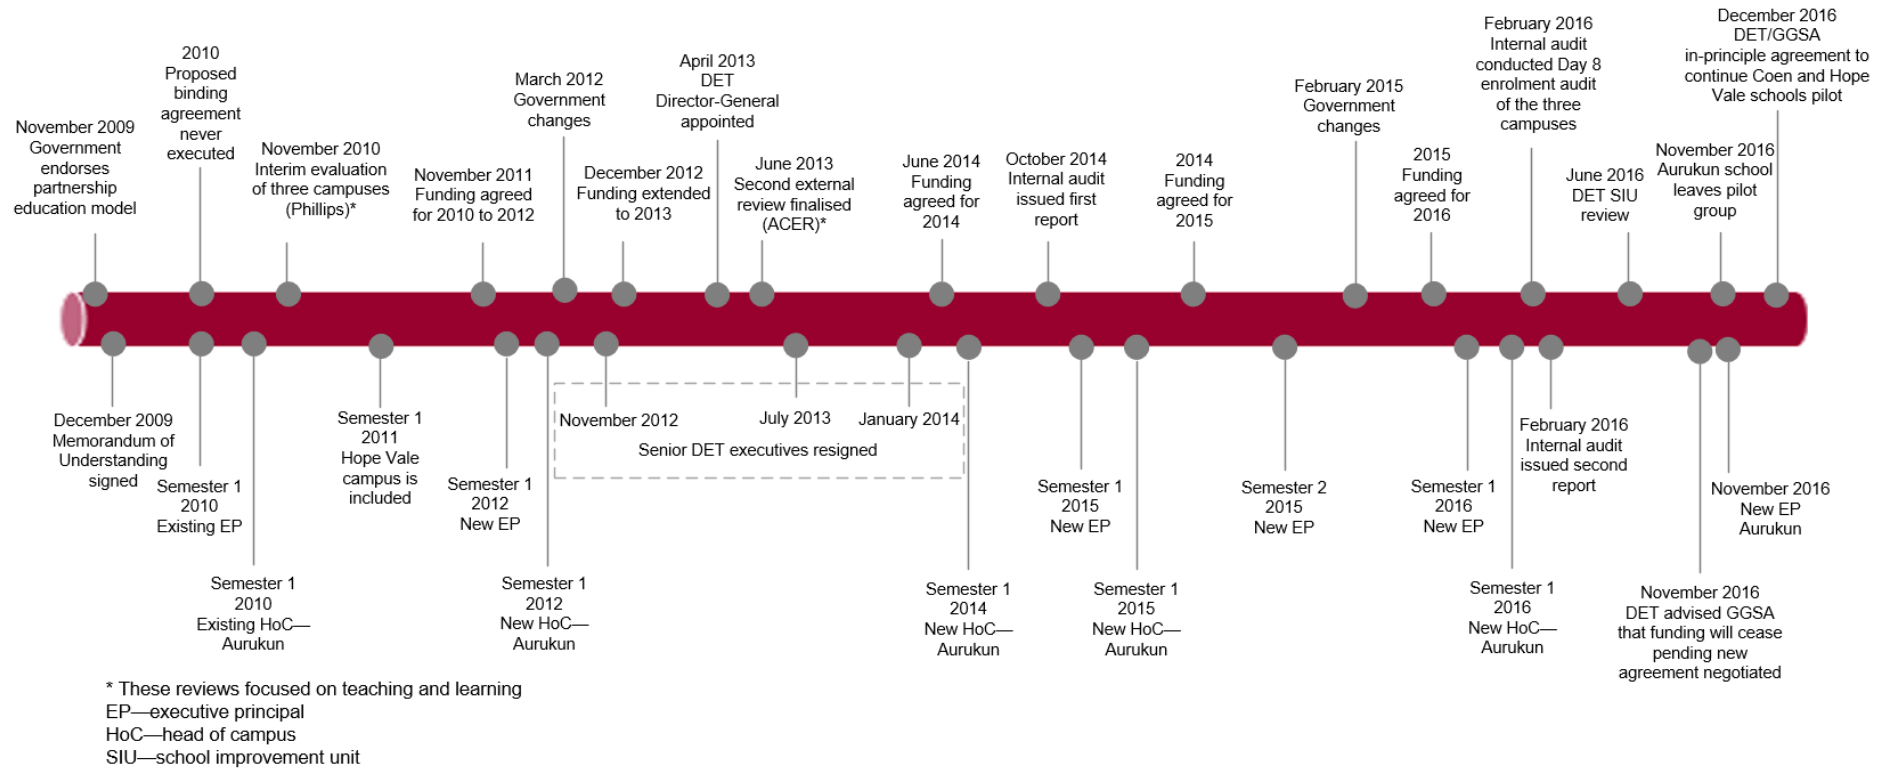 November 2009
Government
endorses
partnership
education model
2010
Proposed
binding
agreement
never
executed
November 2010
Interim evaluation
of three campuses
(Phillips)*
November 2011
Funding agreed
for 2010 to 2012
March 2012
Government
changes
December 2012
Funding extended
to 2013
April 2013
DET
Director-General
appointed
June 2013
Second external
review finalised
(ACER)*
June 2014
Funding
agreed for
2014
October 2014
Internal audit
issued first
report
2014
Funding
agreed for
2015
February 2015
Government
changes
2015
Funding
agreed for
2016
February 2016
Internal audit
conducted Day 8
enrolment audit
of the three
campuses
June 2016
DET SIU
review
November 2016
Aurukun school
leaves pilot
group
December 2016
DET/GGSA
in-principle agreement to
continue Coen and Hope
Vale schools pilot
December 2009
Memorandum of
Understanding
signed
Semester 1
2010
Existing EP
Semester 1
2010
Existing HoC—
Aurukun
Semester 1
2011
Hope Vale
campus is
included
Semester 1
2012
New EP
Semester 1
2012
New HoC—
Aurukun
November 2012
July 2013
January 2014
Senior DET executives resigned
Semester 1
2014
New HoC—
Aurukun
Semester 1
2015
New EP
Semester 1
2015
New HoC—
Aurukun
Semester 2
2015
New EP
Semester 1
2016
New EP
Semester 1
2016
New HoC—
Aurukun
February 2016
Internal audit
issued second
report
November 2016
DET advised GGSA
that funding will cease
pending new
agreement negotiated
November 2016
New EP
Aurukun
* These reviews focused on teaching and learning
EP—executive principal
HoC—head of campus
SIU—school improvement unit